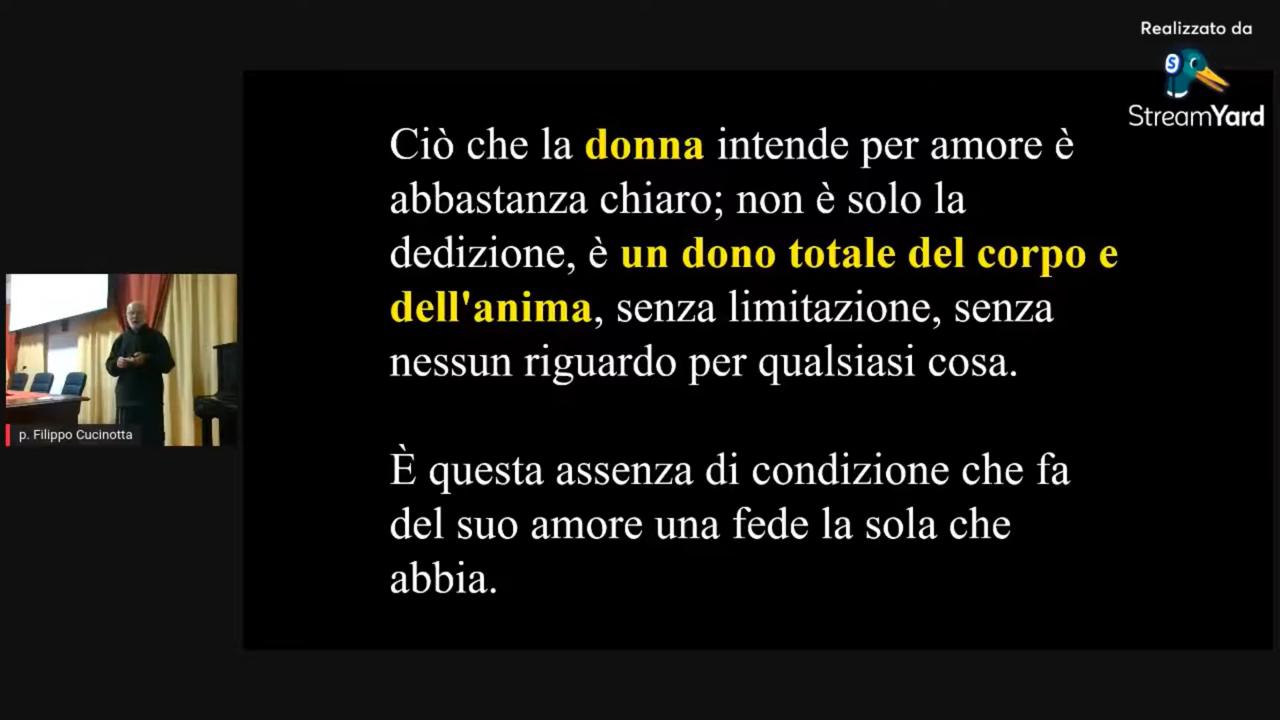 Realizzato da
StreamYard
Ciò che la donna intende per amore è
abbastanza chiaro; non è solo la
dedizione, è un dono totale del corpo e
dell'anima, senza limitazione, senza
nessun riguardo per qualsiasi cosa.
È questa assenza di condizione che fa
del suo amore una fede la sola che
abbia.
p. Filippo Cucinotta